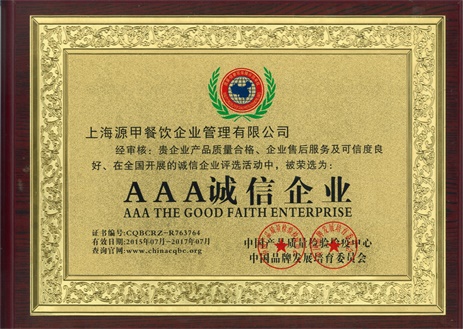 上海源甲餐饮企业管理有限公司
经审核：贵企业产品质量合格、企业售后服务及可信度良
好、在全国开展的诚信企业评选活动中，被荣选为：
AAA诚信企业
AAA THE GOOD FAITH ENTERPRISE
证书编号:CQBCRZ-R763764
有效日期:2015年07月-2017年07月
查询官网:www.chinacqbc.org
中国产品质量检验检疫中心
中国品牌发展培育委员会